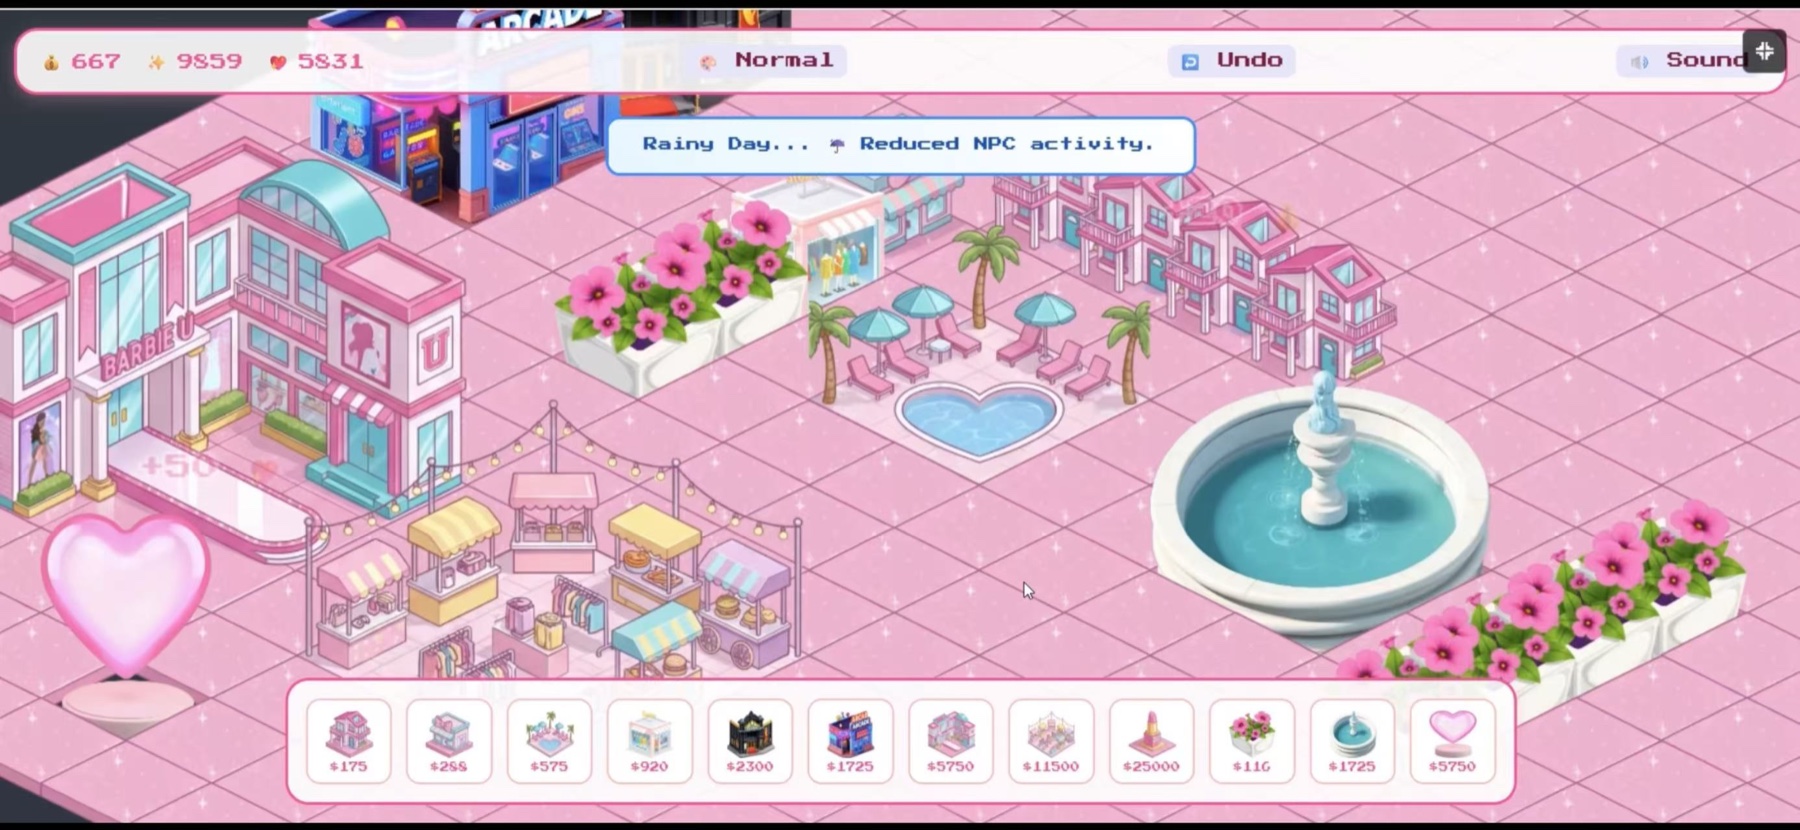 ARCADE
667 9859 5831 Normal Undo Sound
Rainy Day... Reduced NPC activity.
BARBIE U
U
+50
$175 $288 $575 $920 $2300 $1725 $5750 $11500 $25000 $116 $1725 $5750